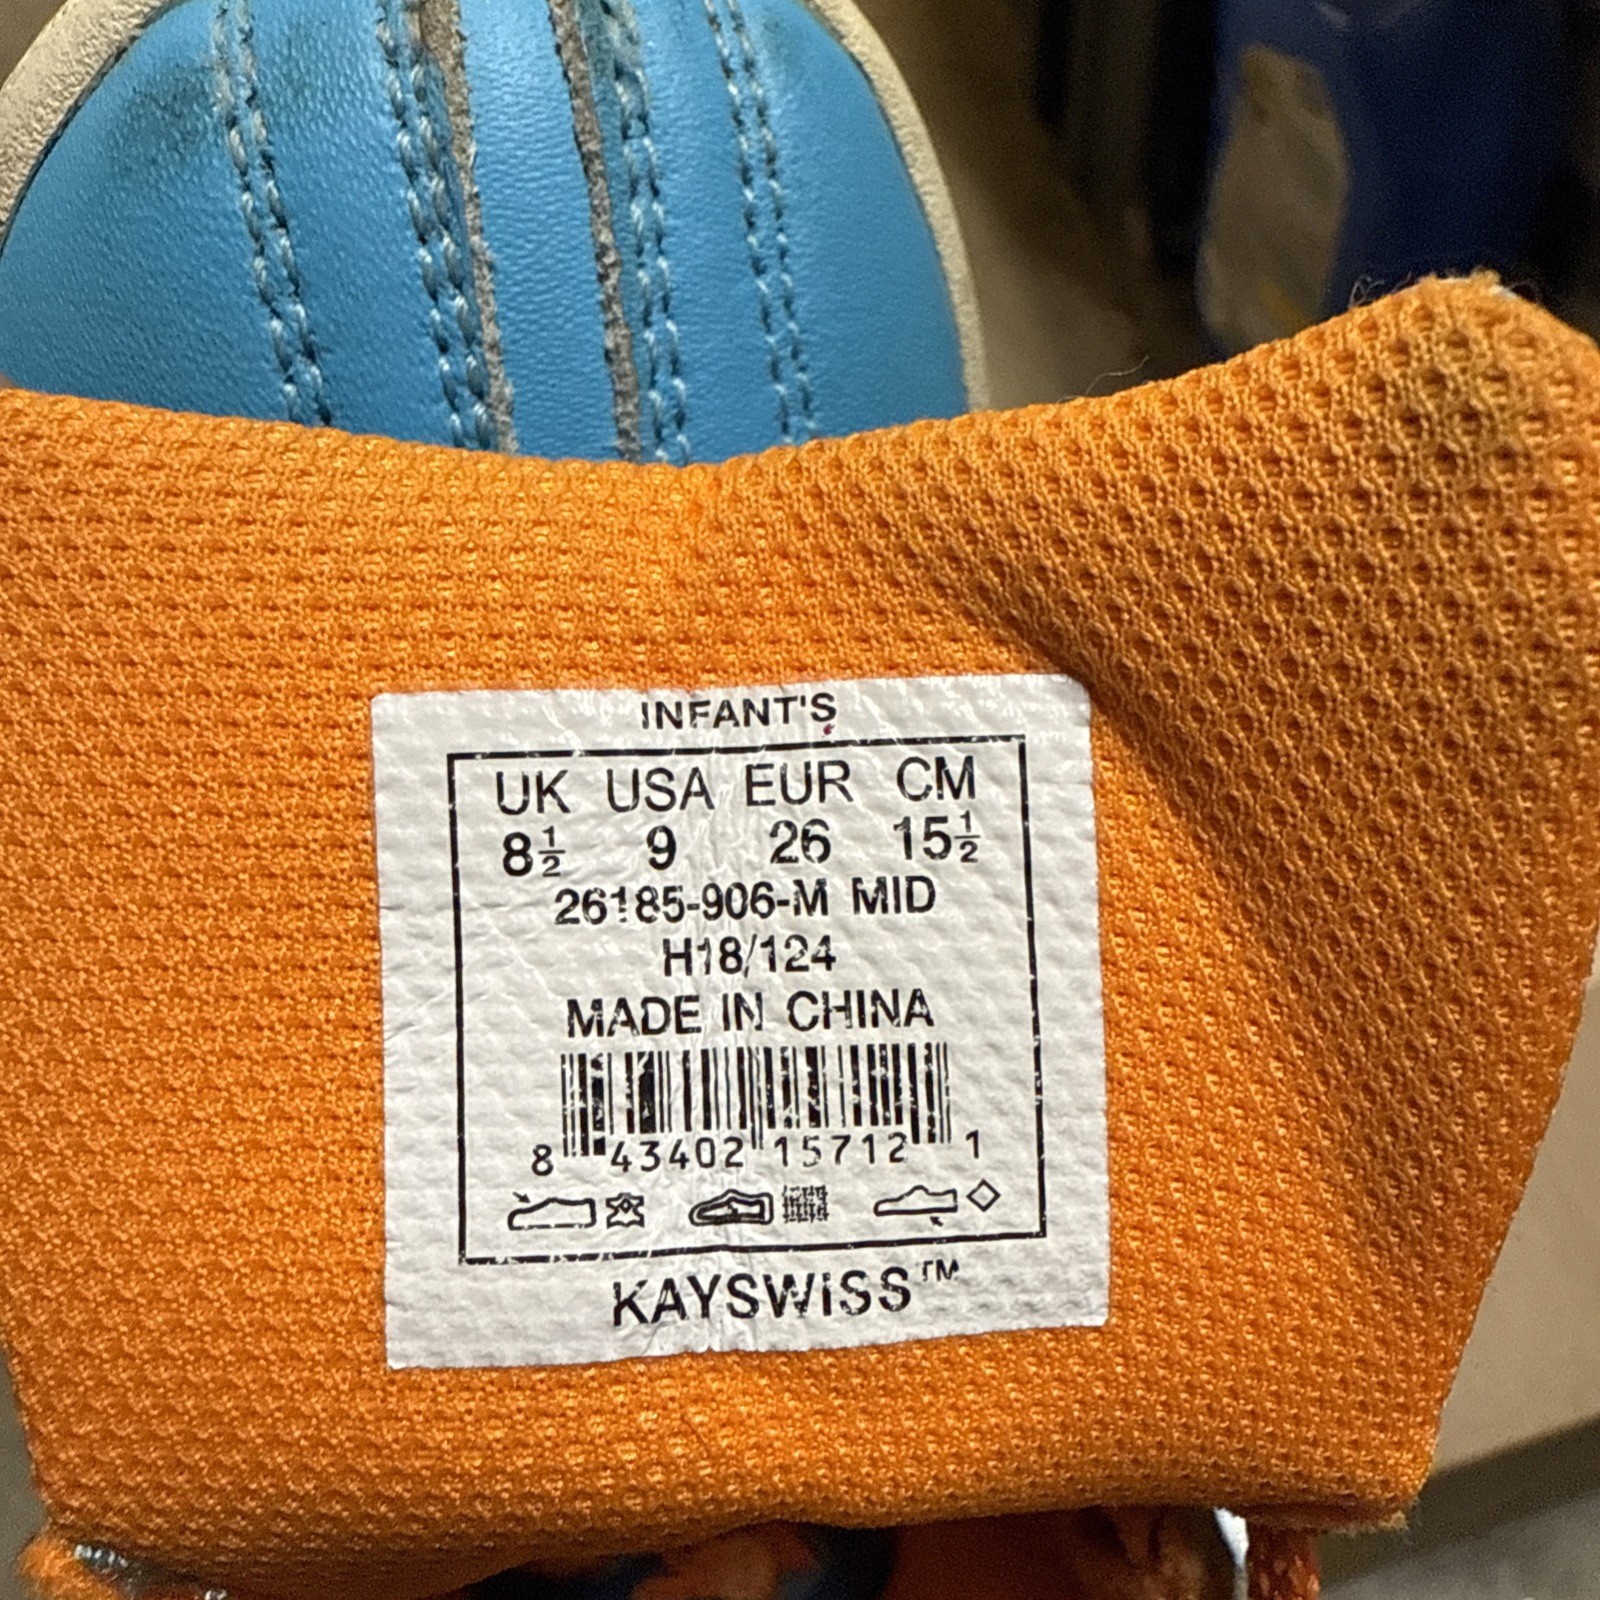 INFANT'S
UK USA EUR CM
8½ 9 26 15½
26185-906-M MID
H18/124
MADE IN CHINA
8 43402 15712 1
KAYSWISS™